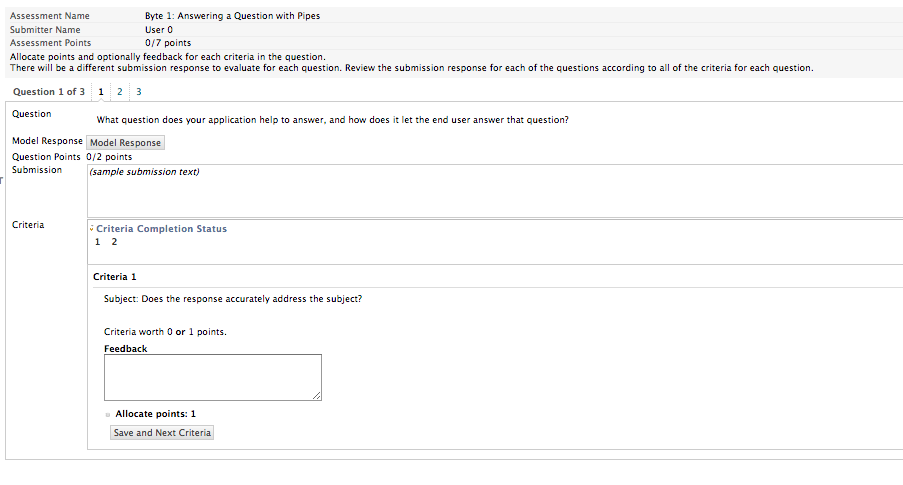 Assessment Name Byte 1: Answering a Question with Pipes
Submitter Name User 0
Assessment Points 0/7 points
Allocate points and optionally feedback for each criteria in the question.
There will be a different submission response to evaluate for each question. Review the submission response for each of the questions according to all of the criteria for each question.
Question 1 of 3 1 2 3
Question What question does your application help to answer, and how does it let the end user answer that question?
Model Response Model Response
Question Points 0/2 points
Submission (sample submission text)
Criteria Criteria Completion Status
1 2
Criteria 1
Subject: Does the response accurately address the subject?
Criteria worth 0 or 1 points.
Feedback
Allocate points: 1
Save and Next Criteria